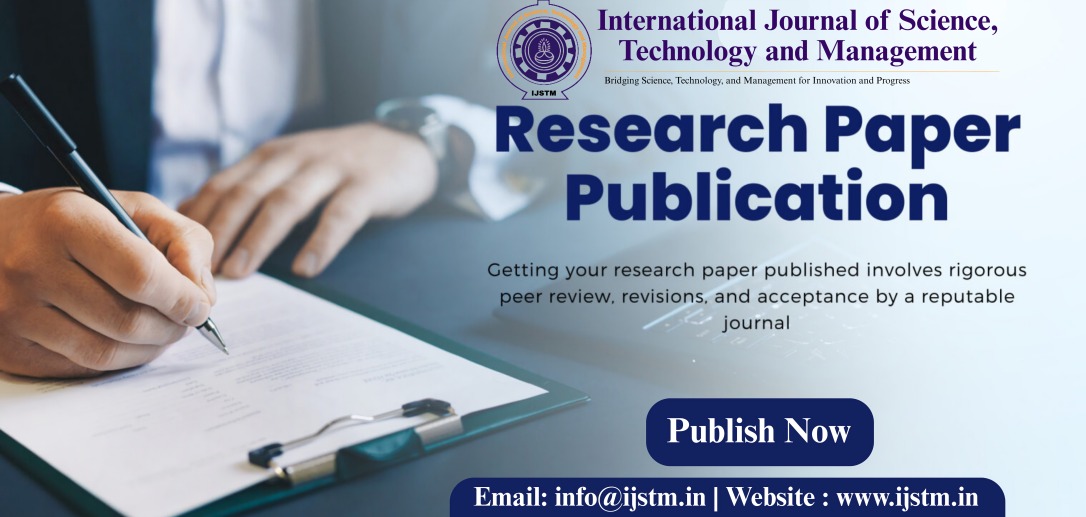 International Journal of Science,
Technology and Management
Bridging Science, Technology, and Management for Innovation and Progress
IJSTM
Research Paper
Publication
Getting your research paper published involves rigorous
peer review, revisions, and acceptance by a reputable
journal
Publish Now
Email: info@ijstm.in | Website : www.ijstm.in